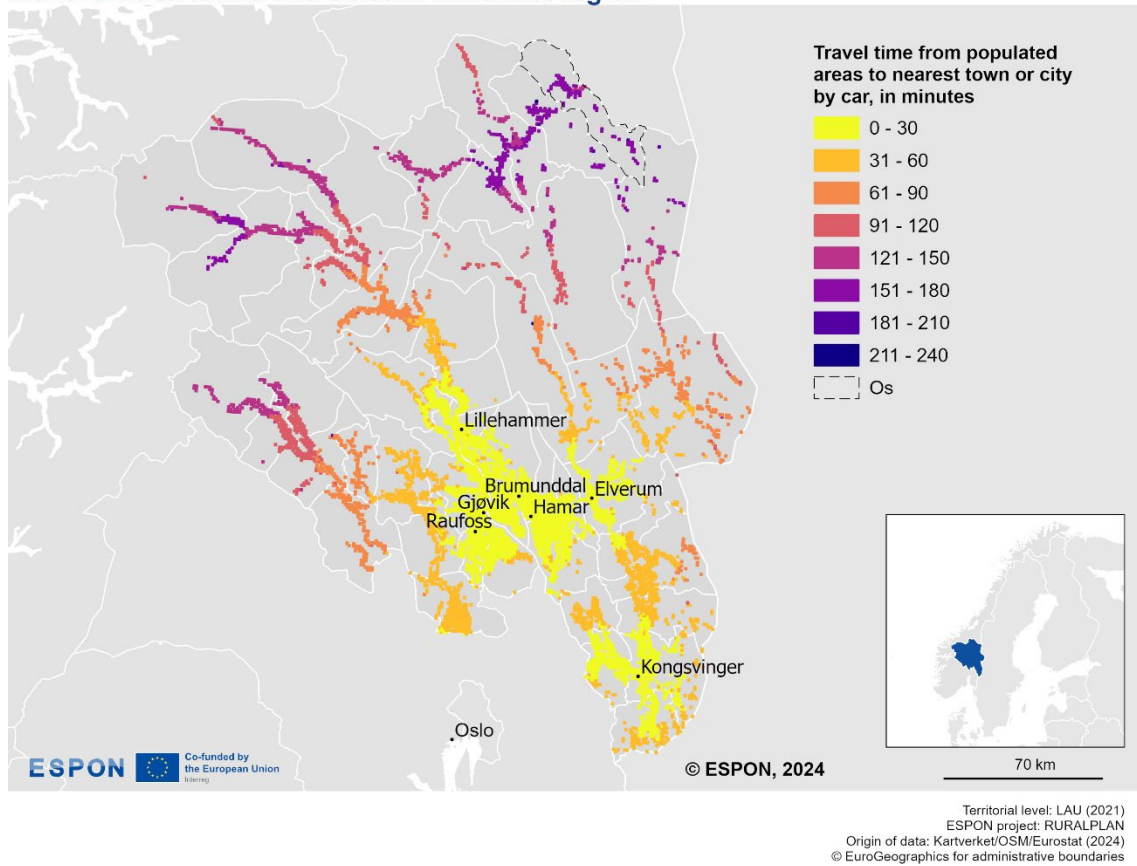 Travel time from populated
areas to nearest town or city
by car, in minutes
0 - 30
31 - 60
61 - 90
91 - 120
121 - 150
151 - 180
181 - 210
211 - 240
Os
Lillehammer
Brumunddal
Elverum
Gjøvik
Hamar
Raufoss
Kongsvinger
Oslo
ESPON
Co-funded by
the European Union
Interreg
© ESPON, 2024
70 km
Territorial level: LAU (2021)
ESPON project: RURALPLAN
Origin of data: Kartverket/OSM/Eurostat (2024)
© EuroGeographics for administrative boundaries